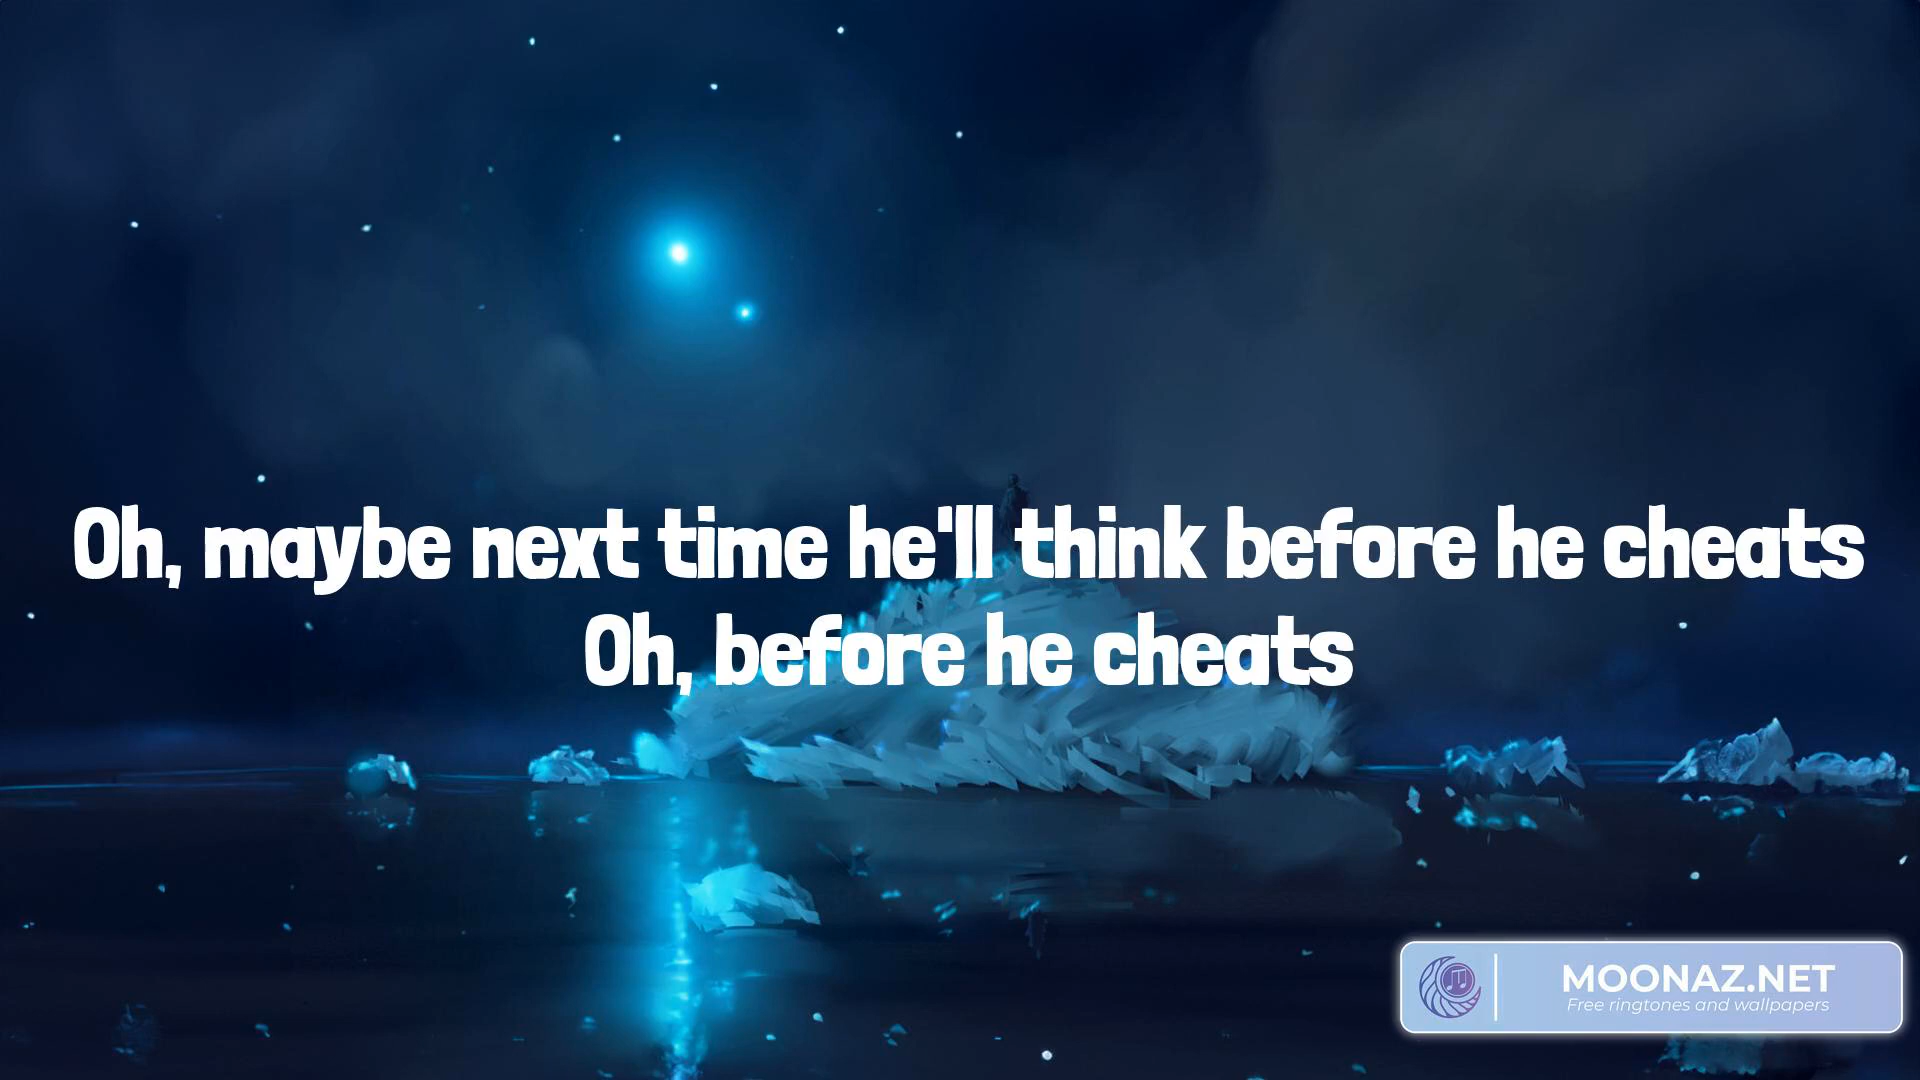 Oh, maybe next time he'll think before he cheats
Oh, before he cheats
MOONAZ.NET
Free ringtones and wallpapers